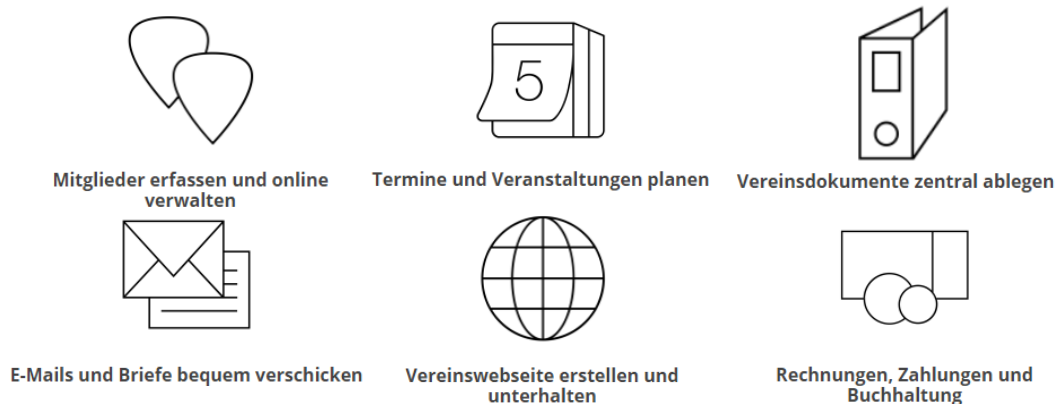 5
Mitglieder erfassen und online
verwalten
Termine und Veranstaltungen planen
Vereinsdokumente zentral ablegen
E-Mails und Briefe bequem verschicken
Vereinswebseite erstellen und
unterhalten
Rechnungen, Zahlungen und
Buchhaltung